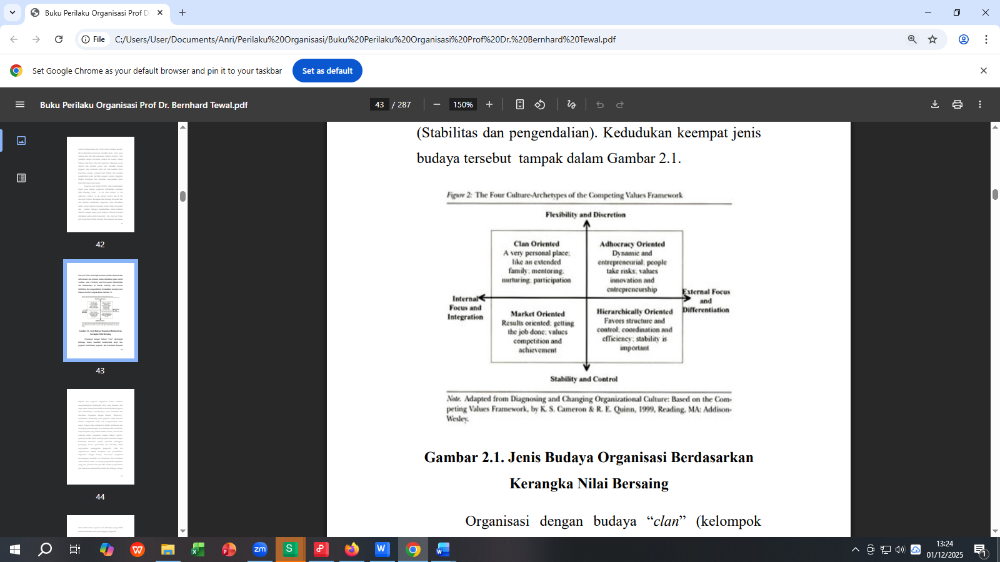 Buku Perilaku Organisasi Prof D
File
C:/Users/User/Documents/Anri/Perilaku%20Organisasi/Buku%20Perilaku%20Organisasi%20Prof%20Dr.%20Bernhard%20Tewal.pdf
Set Google Chrome as your default browser and pin it to your taskbar
Set as default
Buku Perilaku Organisasi Prof Dr. Bernhard Tewal.pdf
43 / 287
150%
42
43
44
(Stabilitas dan pengendalian). Kedudukan keempat jenis
budaya tersebut tampak dalam Gambar 2.1.
Figure 2: The Four Culture-Archetypes of the Competing Values Framework
Flexibility and Discretion
Clan Oriented
A very personal place;
like an extended
family; mentoring;
nurturing; participation
Adhocracy Oriented
Dynamic and
entrepreneurial; people
take risks; values
innovation and
entrepreneurship
Internal
Focus and
Integration
External Focus
and
Differentiation
Market Oriented
Results oriented; getting
the job done; values
competition and
achievement
Hierarchically Oriented
Favors structure and
control; coordination and
efficiency; stability is
important
Stability and Control
Note. Adapted from Diagnosing and Changing Organizational Culture: Based on the Com-
peting Values Framework, by K. S. Cameron & R. E. Quinn, 1999, Reading, MA: Addison-
Wesley.
Gambar 2.1. Jenis Budaya Organisasi Berdasarkan
Kerangka Nilai Bersaing
Organisasi dengan budaya “clan” (kelompok
zm
13:24
01/12/2025
1